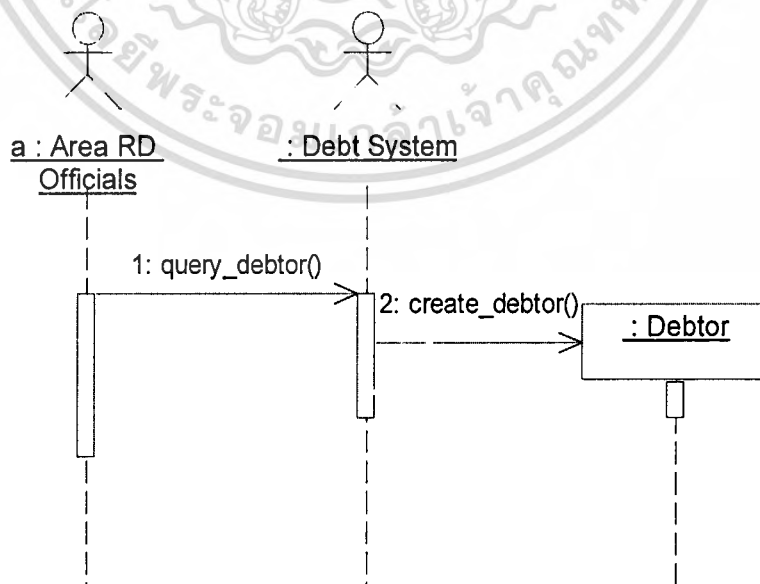 a : Area RD
Officials
: Debt System
1: query_debtor()
2: create_debtor()
: Debtor